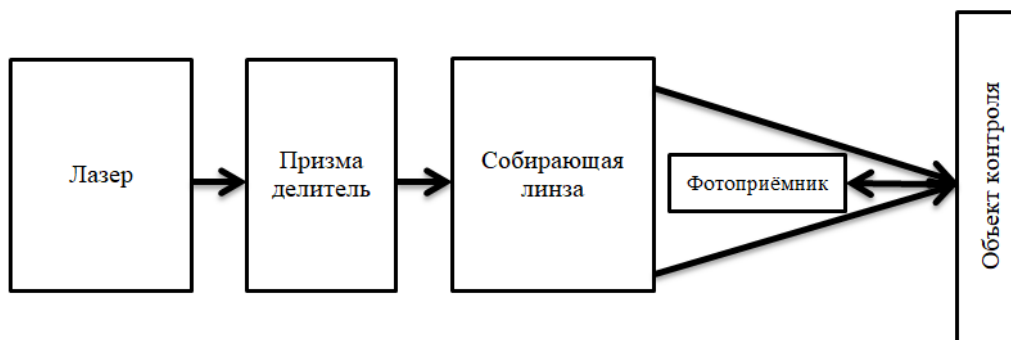 Лазер
Призма
делитель
Собирающая
линза
Фотоприёмник
Объект контроля